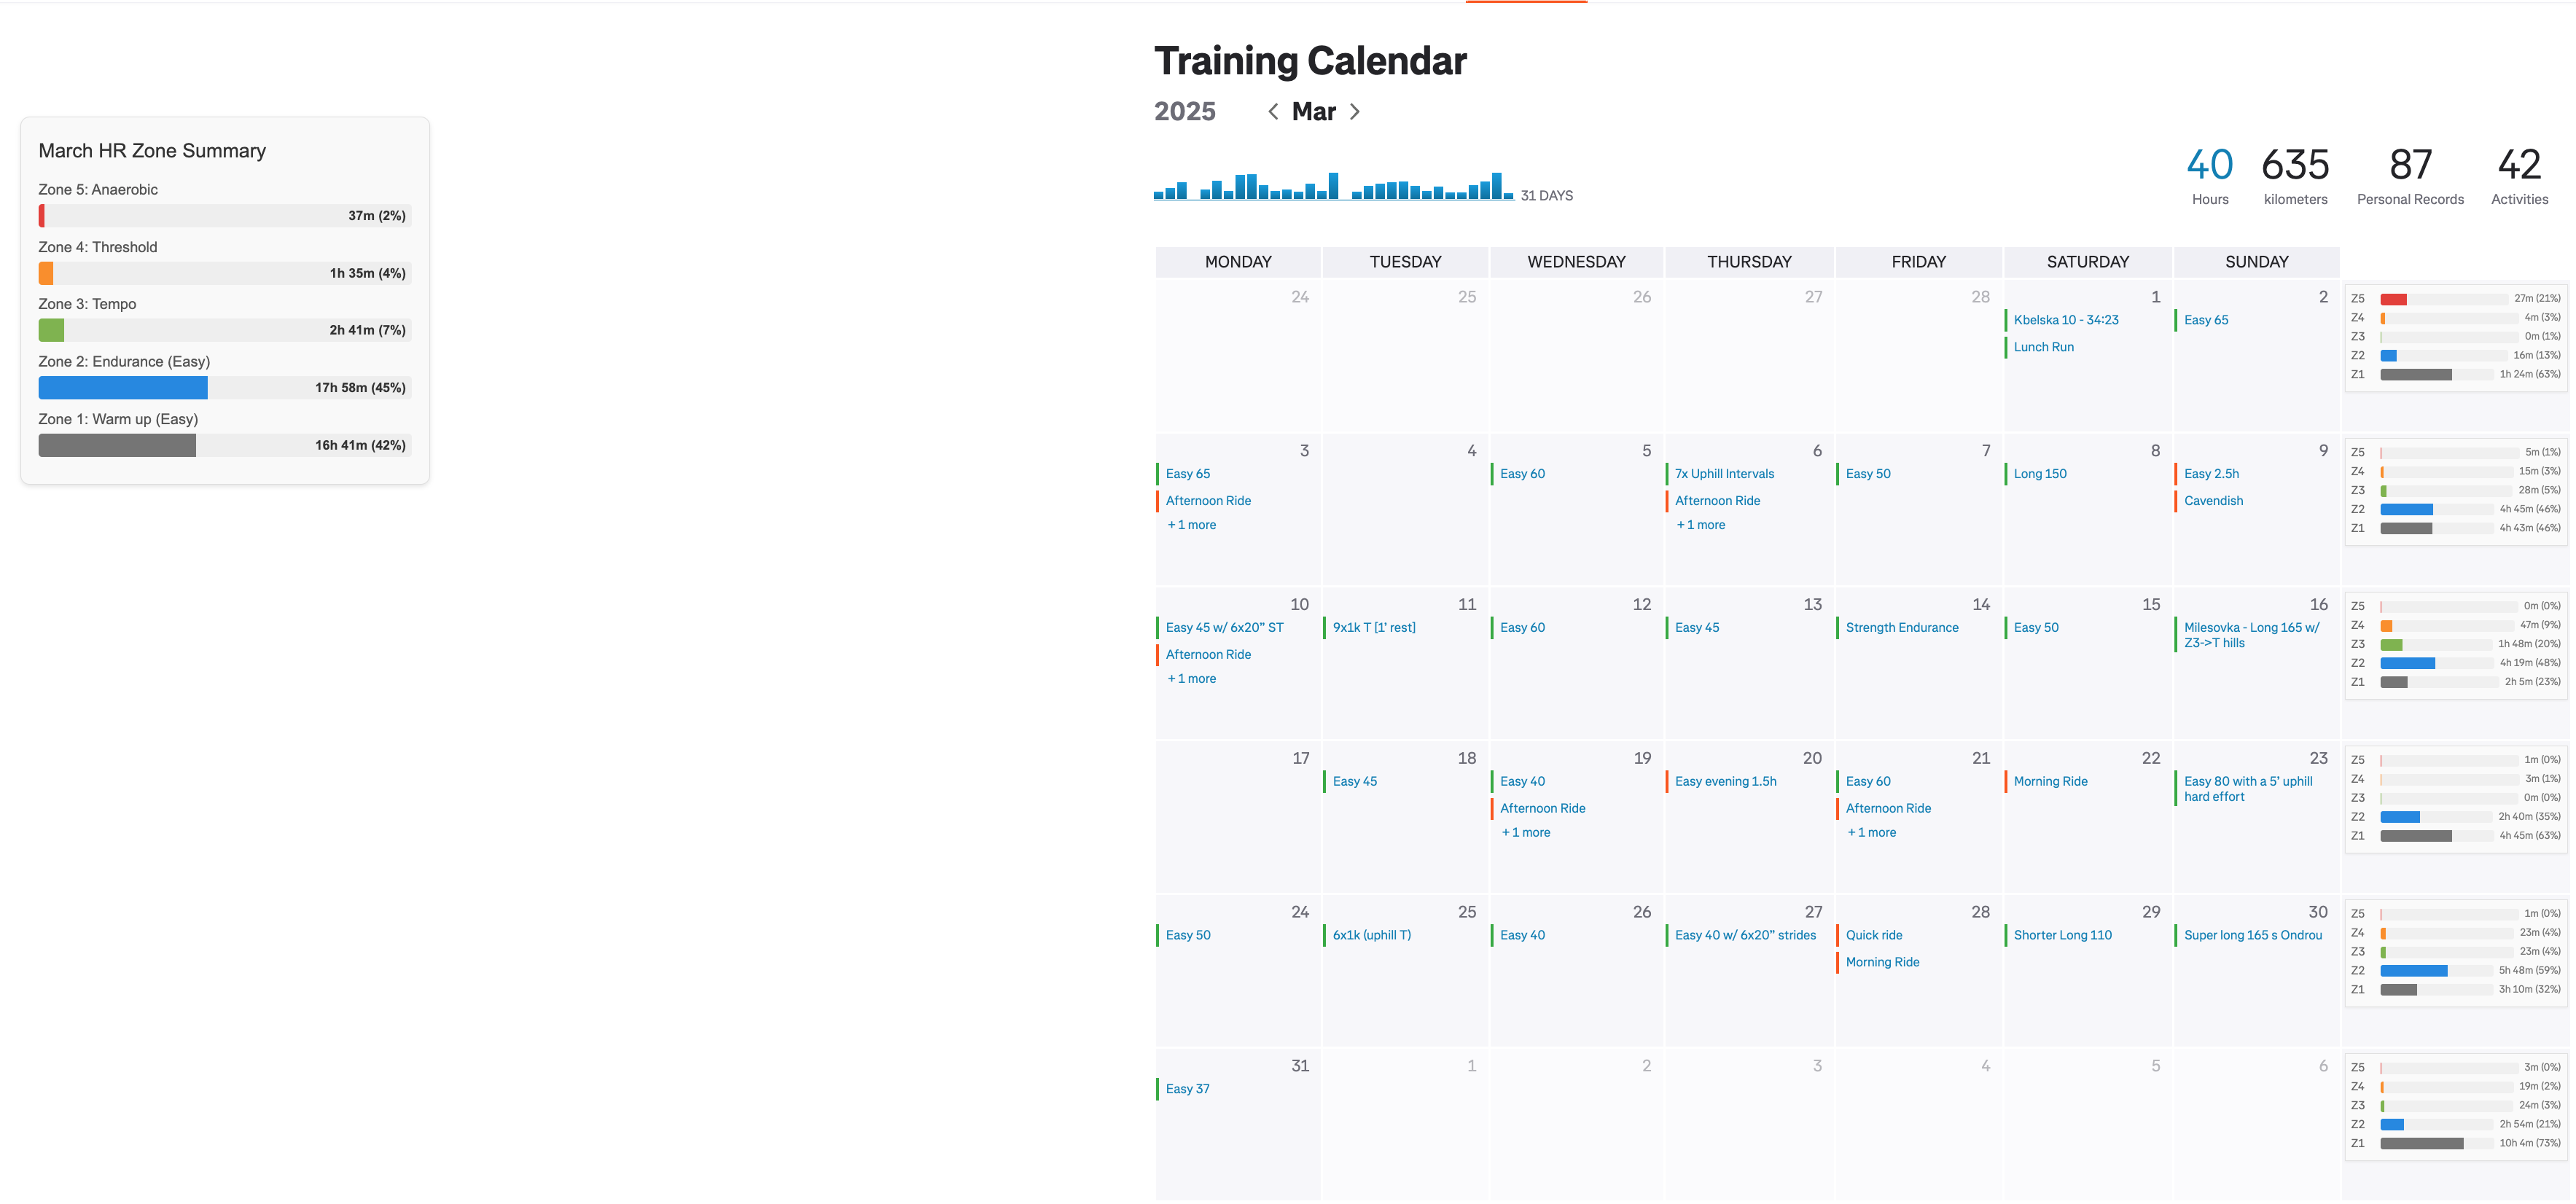 Training Calendar
2025 < Mar >
March HR Zone Summary
Zone 5: Anaerobic
37m (2%)
Zone 4: Threshold
1h 35m (4%)
Zone 3: Tempo
2h 41m (7%)
Zone 2: Endurance (Easy)
17h 58m (45%)
Zone 1: Warm up (Easy)
16h 41m (42%)
31 DAYS
40
Hours
635
kilometers
87
Personal Records
42
Activities
MONDAY TUESDAY WEDNESDAY THURSDAY FRIDAY SATURDAY SUNDAY
24
25
26
27
28
1
Kbelska 10 - 34:23
Lunch Run
2
Easy 65
Z5 27m (21%)
Z4 4m (3%)
Z3 0m (1%)
Z2 16m (13%)
Z1 1h 24m (63%)
3
Easy 65
Afternoon Ride
+ 1 more
4
5
Easy 60
6
7x Uphill Intervals
Afternoon Ride
+ 1 more
7
Easy 50
8
Long 150
9
Easy 2.5h
Cavendish
Z5 5m (1%)
Z4 15m (3%)
Z3 28m (5%)
Z2 4h 45m (46%)
Z1 4h 43m (46%)
10
Easy 45 w/ 6x20” ST
Afternoon Ride
+ 1 more
11
9x1k T [1’ rest]
12
Easy 60
13
Easy 45
14
Strength Endurance
15
Easy 50
16
Milesovka - Long 165 w/
Z3->T hills
Z5 0m (0%)
Z4 47m (9%)
Z3 1h 48m (20%)
Z2 4h 19m (48%)
Z1 2h 5m (23%)
17
18
Easy 45
19
Easy 40
Afternoon Ride
+ 1 more
20
Easy evening 1.5h
21
Easy 60
Afternoon Ride
+ 1 more
22
Morning Ride
23
Easy 80 with a 5’ uphill
hard effort
Z5 1m (0%)
Z4 3m (1%)
Z3 0m (0%)
Z2 2h 40m (35%)
Z1 4h 45m (63%)
24
Easy 50
25
6x1k (uphill T)
26
Easy 40
27
Easy 40 w/ 6x20” strides
28
Quick ride
Morning Ride
29
Shorter Long 110
30
Super long 165 s Ondrou
Z5 1m (0%)
Z4 23m (4%)
Z3 23m (4%)
Z2 5h 48m (59%)
Z1 3h 10m (32%)
31
Easy 37
1
2
3
4
5
6
Z5 3m (0%)
Z4 19m (2%)
Z3 24m (3%)
Z2 2h 54m (21%)
Z1 10h 4m (73%)